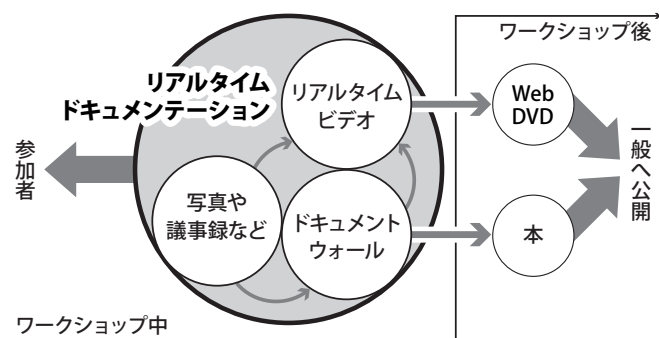 ワークショップ後
リアルタイム
ドキュメンテーション
リアルタイム
ビデオ
Web
DVD
一般へ公開
参加者
写真や
議事録など
ドキュメント
ウォール
本
ワークショップ中